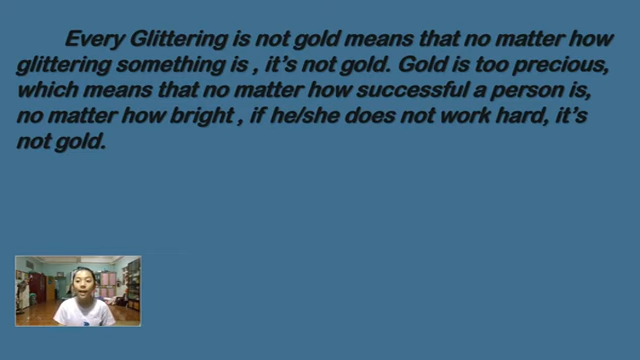 Every Glittering is not gold means that no matter how
glittering something is , it's not gold. Gold is too precious,
which means that no matter how successful a person is,
no matter how bright , if he/she does not work hard, it's
not gold.